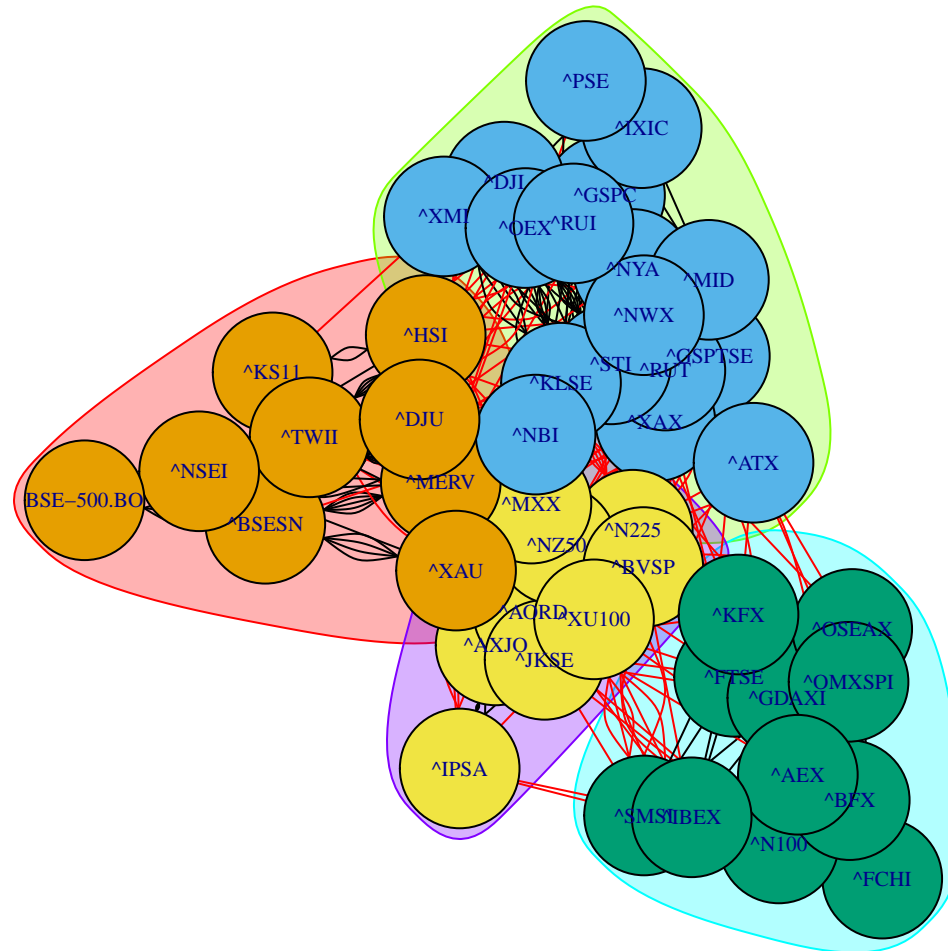 ^PSE
^IXIC
^DJI
^GSPC
^XMI
^OEX
^RUI
^NYA
^MID
^NWX
^HSI
^GSPTSE
^STI
^RUT
^KS11
^KLSE
^DJU
^XAX
^TWII
^NBI
^ATX
^NSEI
^MERV
BSE-500.BO
^MXX
^BSESN
^N225
^NZ50
^BVSP
^XAU
^AORD
^XU100
^KFX
^OSEAX
^AXJO
^JKSE
^FTSE
^OMXSPI
^GDAXI
^IPSA
^AEX
^BFX
^SMSI
^IBEX
^N100
^FCHI